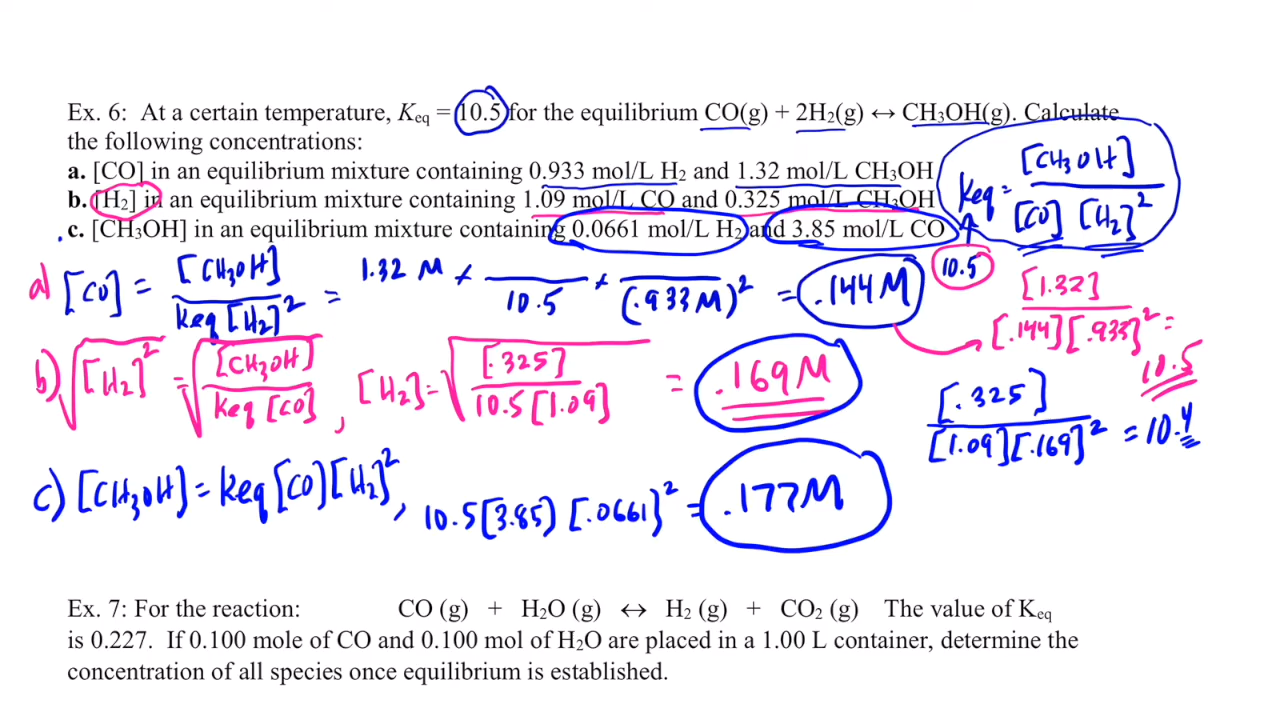 Ex. 6: At a certain temperature, Keq = 10.5 for the equilibrium CO(g) + 2H₂(g) ↔ CH₃OH(g). Calculate
the following concentrations:
a. [CO] in an equilibrium mixture containing 0.933 mol/L H₂ and 1.32 mol/L CH₃OH
b. [H₂] in an equilibrium mixture containing 1.09 mol/L CO and 0.325 mol/L CH₃OH
c. [CH₃OH] in an equilibrium mixture containing 0.0661 mol/L H₂ and 3.85 mol/L CO
Keq = [CH₃OH] / [CO] [H₂]²
10.5
a) [CO] = [CH₃OH] / Keq [H₂]² = 1.32 M × __/10.5 × __/(.933M)² = .144M
[1.32] / [.144][.933]² = 10.5
b) √[H₂]² = √([CH₃OH] / Keq [CO]) , [H₂] = √([.325] / 10.5[1.09]) = .169M
[.325] / [1.09][.169]² = 10.4
c) [CH₃OH] = Keq [CO] [H₂]² , 10.5[3.85) [.0661)² = .177M
Ex. 7: For the reaction: CO (g) + H₂O (g) ↔ H₂ (g) + CO₂ (g) The value of Keq
is 0.227. If 0.100 mole of CO and 0.100 mol of H₂O are placed in a 1.00 L container, determine the
concentration of all species once equilibrium is established.